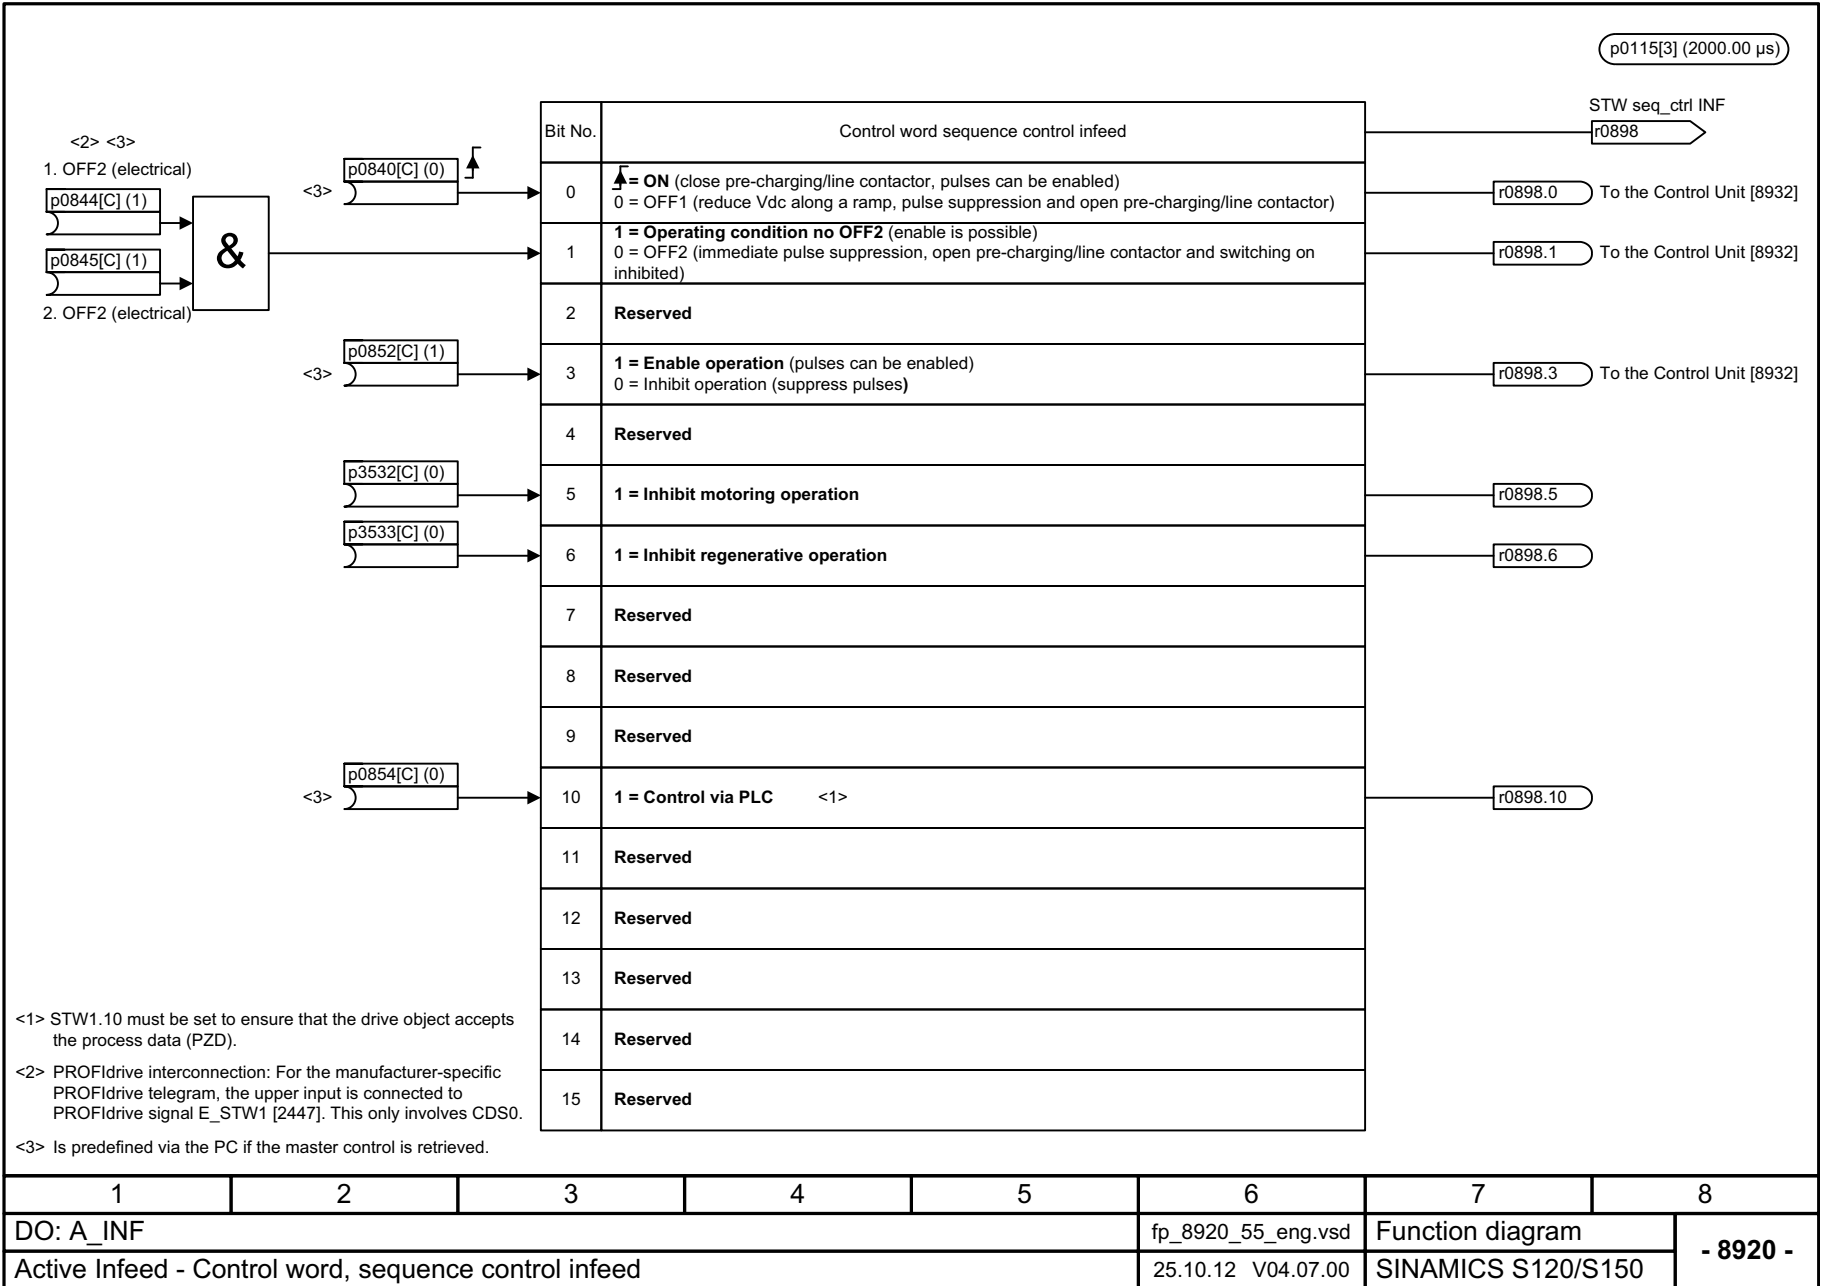 p0115[3] (2000.00 µs)
STW seq_ctrl INF
r0898
Bit No.
Control word sequence control infeed
<2> <3>
1. OFF2 (electrical)
p0844[C] (1)
p0845[C] (1)
&
2. OFF2 (electrical)
p0840[C] (0)
<3>
0
= ON (close pre-charging/line contactor, pulses can be enabled)
0 = OFF1 (reduce Vdc along a ramp, pulse suppression and open pre-charging/line contactor)
r0898.0
To the Control Unit [8932]
1
1 = Operating condition no OFF2 (enable is possible)
0 = OFF2 (immediate pulse suppression, open pre-charging/line contactor and switching on
inhibited)
r0898.1
To the Control Unit [8932]
2
Reserved
p0852[C] (1)
<3>
3
1 = Enable operation (pulses can be enabled)
0 = Inhibit operation (suppress pulses)
r0898.3
To the Control Unit [8932]
4
Reserved
p3532[C] (0)
5
1 = Inhibit motoring operation
r0898.5
p3533[C] (0)
6
1 = Inhibit regenerative operation
r0898.6
7
Reserved
8
Reserved
9
Reserved
p0854[C] (0)
<3>
10
1 = Control via PLC <1>
r0898.10
11
Reserved
12
Reserved
13
Reserved
14
Reserved
15
Reserved
<1> STW1.10 must be set to ensure that the drive object accepts
the process data (PZD).
<2> PROFIdrive interconnection: For the manufacturer-specific
PROFIdrive telegram, the upper input is connected to
PROFIdrive signal E_STW1 [2447]. This only involves CDS0.
<3> Is predefined via the PC if the master control is retrieved.
1 2 3 4 5 6 7 8
DO: A_INF
fp_8920_55_eng.vsd
Function diagram
- 8920 -
Active Infeed - Control word, sequence control infeed
25.10.12 V04.07.00
SINAMICS S120/S150